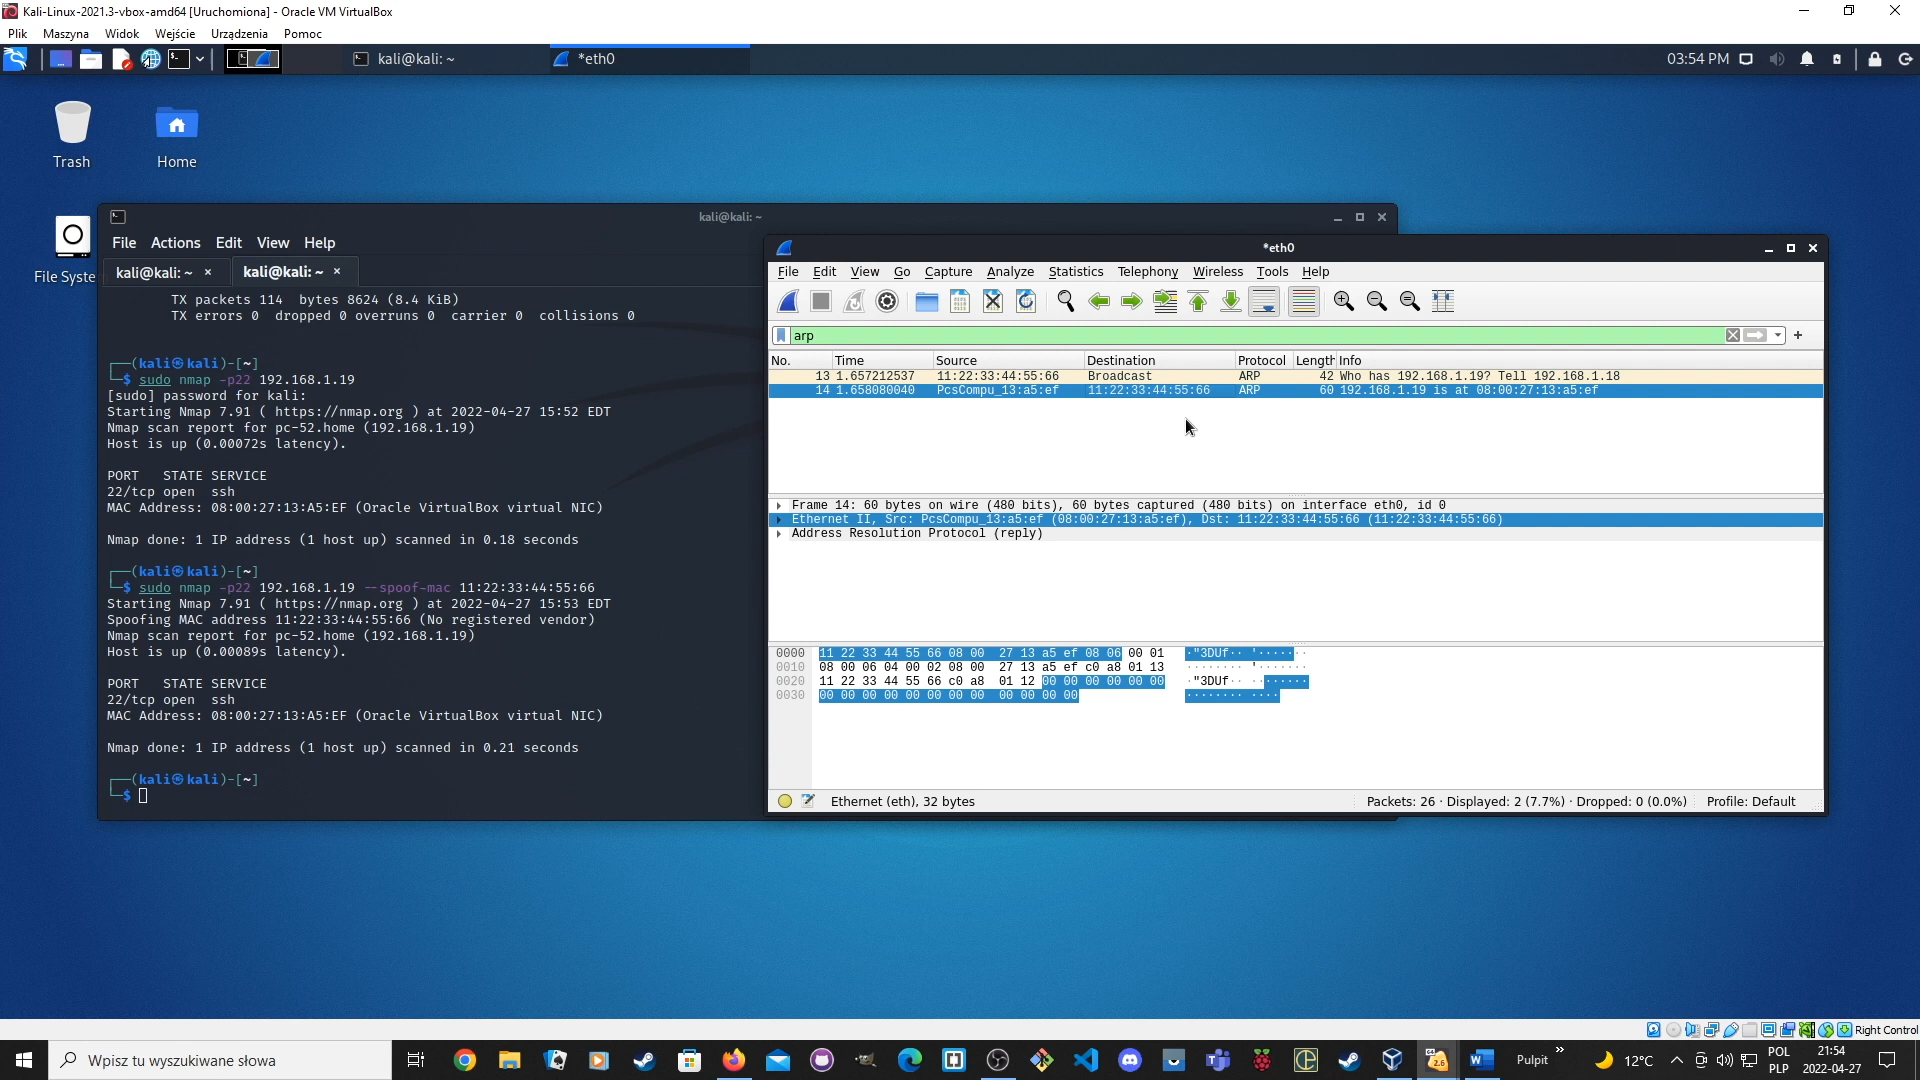 Kali-Linux-2021.3-vbox-amd64 [Uruchomiona] - Oracle VM VirtualBox
Plik Maszyna Widok Wejście Urządzenia Pomoc
kali@kali: ~
*eth0
03:54 PM
Trash
Home
File Syste
kali@kali: ~
File Actions Edit View Help
kali@kali: ~ ×
kali@kali: ~ ×
TX packets 114 bytes 8624 (8.4 KiB)
TX errors 0 dropped 0 overruns 0 carrier 0 collisions 0
┌──(kali㉿kali)-[~]
└─$ sudo nmap -p22 192.168.1.19
[sudo] password for kali:
Starting Nmap 7.91 ( https://nmap.org ) at 2022-04-27 15:52 EDT
Nmap scan report for pc-52.home (192.168.1.19)
Host is up (0.00072s latency).
PORT STATE SERVICE
22/tcp open ssh
MAC Address: 08:00:27:13:A5:EF (Oracle VirtualBox virtual NIC)
Nmap done: 1 IP address (1 host up) scanned in 0.18 seconds
┌──(kali㉿kali)-[~]
└─$ sudo nmap -p22 192.168.1.19 --spoof-mac 11:22:33:44:55:66
Starting Nmap 7.91 ( https://nmap.org ) at 2022-04-27 15:53 EDT
Spoofing MAC address 11:22:33:44:55:66 (No registered vendor)
Nmap scan report for pc-52.home (192.168.1.19)
Host is up (0.00089s latency).
PORT STATE SERVICE
22/tcp open ssh
MAC Address: 08:00:27:13:A5:EF (Oracle VirtualBox virtual NIC)
Nmap done: 1 IP address (1 host up) scanned in 0.21 seconds
┌──(kali㉿kali)-[~]
└─$
*eth0
File Edit View Go Capture Analyze Statistics Telephony Wireless Tools Help
arp
No. Time Source Destination Protocol Length Info
13 1.657212537 11:22:33:44:55:66 Broadcast ARP 42 Who has 192.168.1.19? Tell 192.168.1.18
14 1.658080040 PcsCompu_13:a5:ef 11:22:33:44:55:66 ARP 60 192.168.1.19 is at 08:00:27:13:a5:ef
Frame 14: 60 bytes on wire (480 bits), 60 bytes captured (480 bits) on interface eth0, id 0
Ethernet II, Src: PcsCompu_13:a5:ef (08:00:27:13:a5:ef), Dst: 11:22:33:44:55:66 (11:22:33:44:55:66)
Address Resolution Protocol (reply)
0000 11 22 33 44 55 66 08 00 27 13 a5 ef 08 06 00 01 ·"3DUf·· '·······
0010 08 00 06 04 00 02 08 00 27 13 a5 ef c0 a8 01 13 ········ '·······
0020 11 22 33 44 55 66 c0 a8 01 12 00 00 00 00 00 00 ·"3DUf·· ········
0030 00 00 00 00 00 00 00 00 00 00 00 00 ········ ····
Ethernet (eth), 32 bytes
Packets: 26 · Displayed: 2 (7.7%) · Dropped: 0 (0.0%)
Profile: Default
Right Control
Wpisz tu wyszukiwane słowa
Pulpit »
12°C
POL
PLP
21:54
2022-04-27